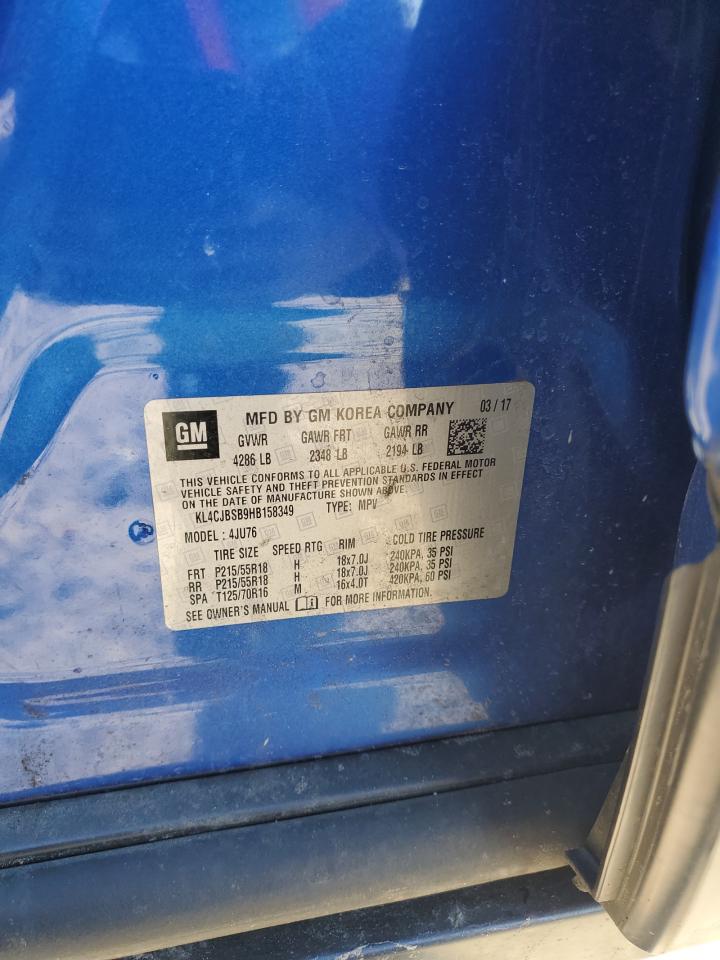 GM
MFD BY GM KOREA COMPANY 03/17
GVWR GAWR FRT GAWR RR
4286 LB 2348 LB 2194 LB
THIS VEHICLE CONFORMS TO ALL APPLICABLE U.S. FEDERAL MOTOR
VEHICLE SAFETY AND THEFT PREVENTION STANDARDS IN EFFECT
ON THE DATE OF MANUFACTURE SHOWN ABOVE.
KL4CJBSB9HB158349 TYPE: MPV
MODEL: 4JU76
TIRE SIZE SPEED RTG RIM COLD TIRE PRESSURE
FRT P215/55R18 H 18x7.0J 240KPA, 35 PSI
RR P215/55R18 H 18x7.0J 240KPA, 35 PSI
SPA T125/70R16 M 16x4.0T 420KPA, 60 PSI
SEE OWNER'S MANUAL FOR MORE INFORMATION.